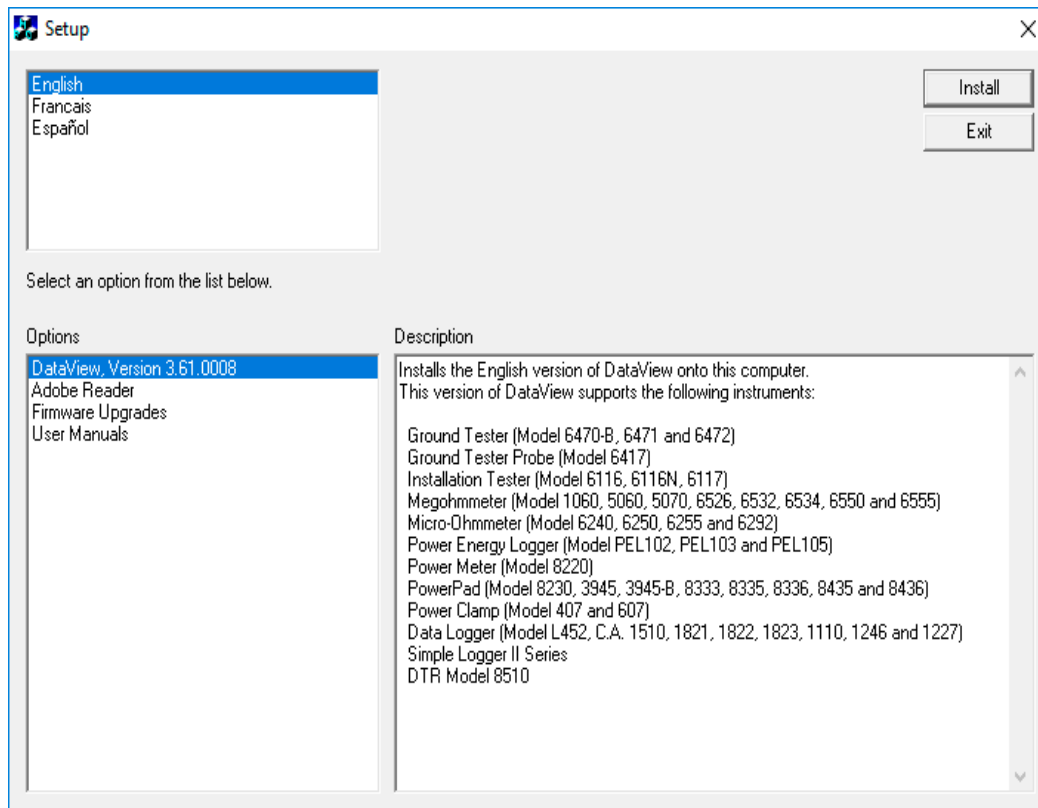 Setup
English
Francais
Español
Install
Exit
Select an option from the list below.
Options
DataView, Version 3.61.0008
Adobe Reader
Firmware Upgrades
User Manuals
Description
Installs the English version of DataView onto this computer.
This version of DataView supports the following instruments:
Ground Tester (Model 6470-B, 6471 and 6472)
Ground Tester Probe (Model 6417)
Installation Tester (Model 6116, 6116N, 6117)
Megohmmeter (Model 1060, 5060, 5070, 6526, 6532, 6534, 6550 and 6555)
Micro-Ohmmeter (Model 6240, 6250, 6255 and 6292)
Power Energy Logger (Model PEL102, PEL103 and PEL105)
Power Meter (Model 8220)
PowerPad (Model 8230, 3945, 3945-B, 8333, 8335, 8336, 8435 and 8436)
Power Clamp (Model 407 and 607)
Data Logger (Model L452, C.A. 1510, 1821, 1822, 1823, 1110, 1246 and 1227)
Simple Logger II Series
DTR Model 8510